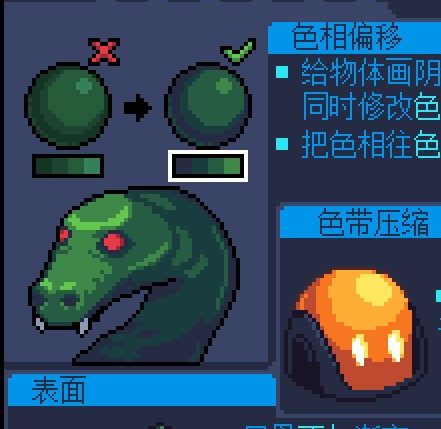 色相偏移
给物体画阴
同时修改色
把色相往色
色带压缩
表面